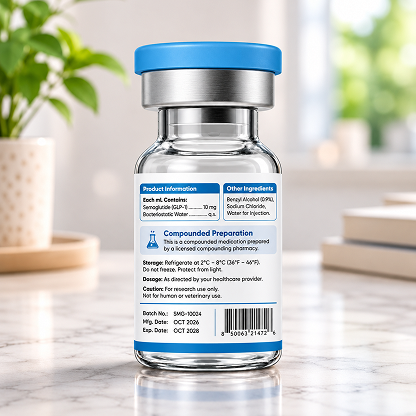 Product Information
Each mL Contains:
Semaglutide (GLP-1) ........... 10 mg
Bacteriostatic Water ........... q.s.
Other Ingredients
Benzyl Alcohol (0.9%),
Sodium Chloride,
Water for Injection.
Compounded Preparation
This is a compounded medication prepared
by a licensed compounding pharmacy.
Storage: Refrigerate at 2°C – 8°C (36°F – 46°F).
Do not freeze. Protect from light.
Dosage: As directed by your healthcare provider.
Caution: For research use only.
Not for human or veterinary use.
Batch No.: SMG-10024
Mfg. Date: OCT 2026
Exp. Date: OCT 2028
8 50063 21472 6